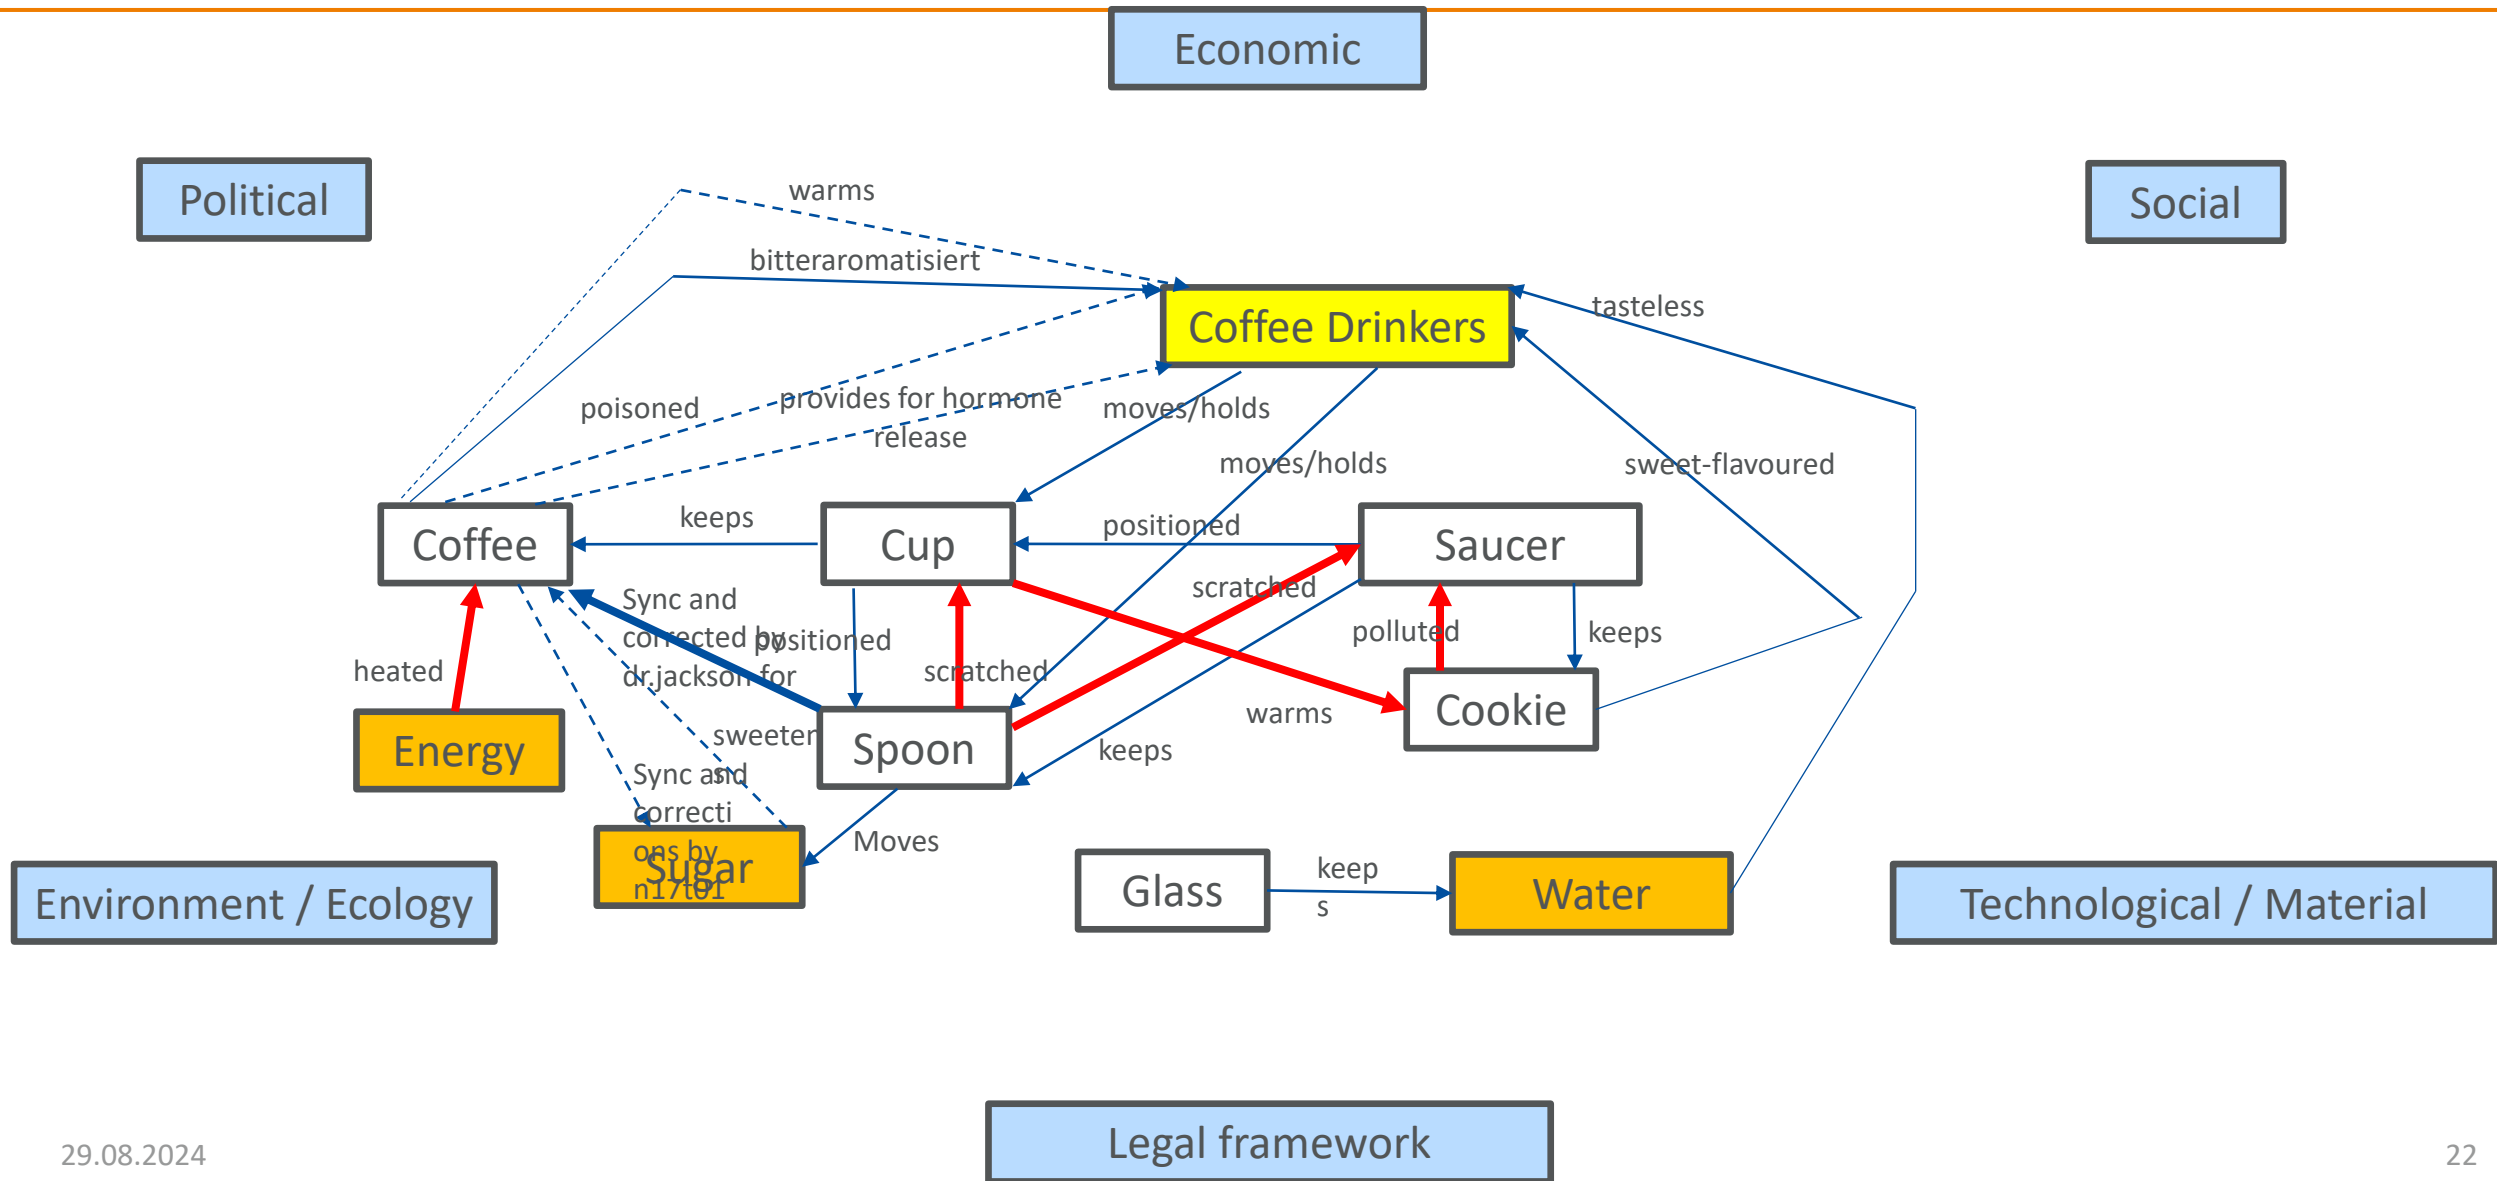 Economic
Political
Social
warms
bitteraromatisiert
tasteless
Coffee Drinkers
poisoned
provides for hormone
release
moves/holds
moves/holds
sweet-flavoured
keeps
positioned
Coffee
Cup
Saucer
Sync and
corrected by
dr.jackson for
positioned
scratched
scratched
polluted
keeps
heated
warms
Cookie
Energy
sweeten
s
Spoon
keeps
Sync and
correcti
ons by
n17t01
Sugar
Moves
Glass
keep
s
Water
Environment / Ecology
Technological / Material
Legal framework
29.08.2024
22